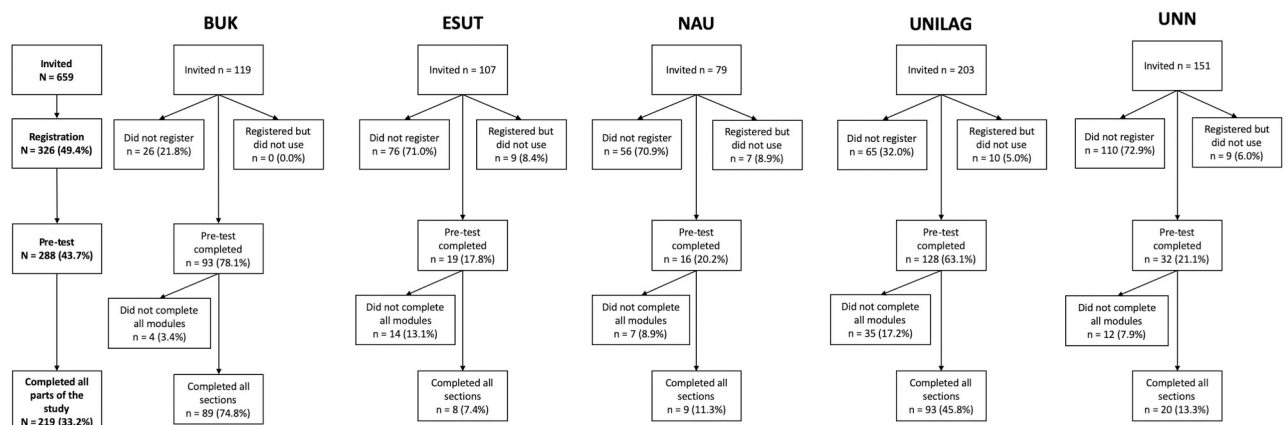 BUK
ESUT
NAU
UNILAG
UNN
Invited
N = 659
Registration
N = 326 (49.4%)
Pre-test
N = 288 (43.7%)
Completed all
parts of the
study
N = 219 (33.2%)
Invited n = 119
Did not register
n = 26 (21.8%)
Registered but
did not use
n = 0 (0.0%)
Pre-test
completed
n = 93 (78.1%)
Did not complete
all modules
n = 4 (3.4%)
Completed all
sections
n = 89 (74.8%)
Invited n = 107
Did not register
n = 76 (71.0%)
Registered but
did not use
n = 9 (8.4%)
Pre-test
completed
n = 19 (17.8%)
Did not complete
all modules
n = 14 (13.1%)
Completed all
sections
n = 8 (7.4%)
Invited n = 79
Did not register
n = 56 (70.9%)
Registered but
did not use
n = 7 (8.9%)
Pre-test
completed
n = 16 (20.2%)
Did not complete
all modules
n = 7 (8.9%)
Completed all
sections
n = 9 (11.3%)
Invited n = 203
Did not register
n = 65 (32.0%)
Registered but
did not use
n = 10 (5.0%)
Pre-test
completed
n = 128 (63.1%)
Did not complete
all modules
n = 35 (17.2%)
Completed all
sections
n = 93 (45.8%)
Invited n = 151
Did not register
n = 110 (72.9%)
Registered but
did not use
n = 9 (6.0%)
Pre-test
completed
n = 32 (21.1%)
Did not complete
all modules
n = 12 (7.9%)
Completed all
sections
n = 20 (13.3%)